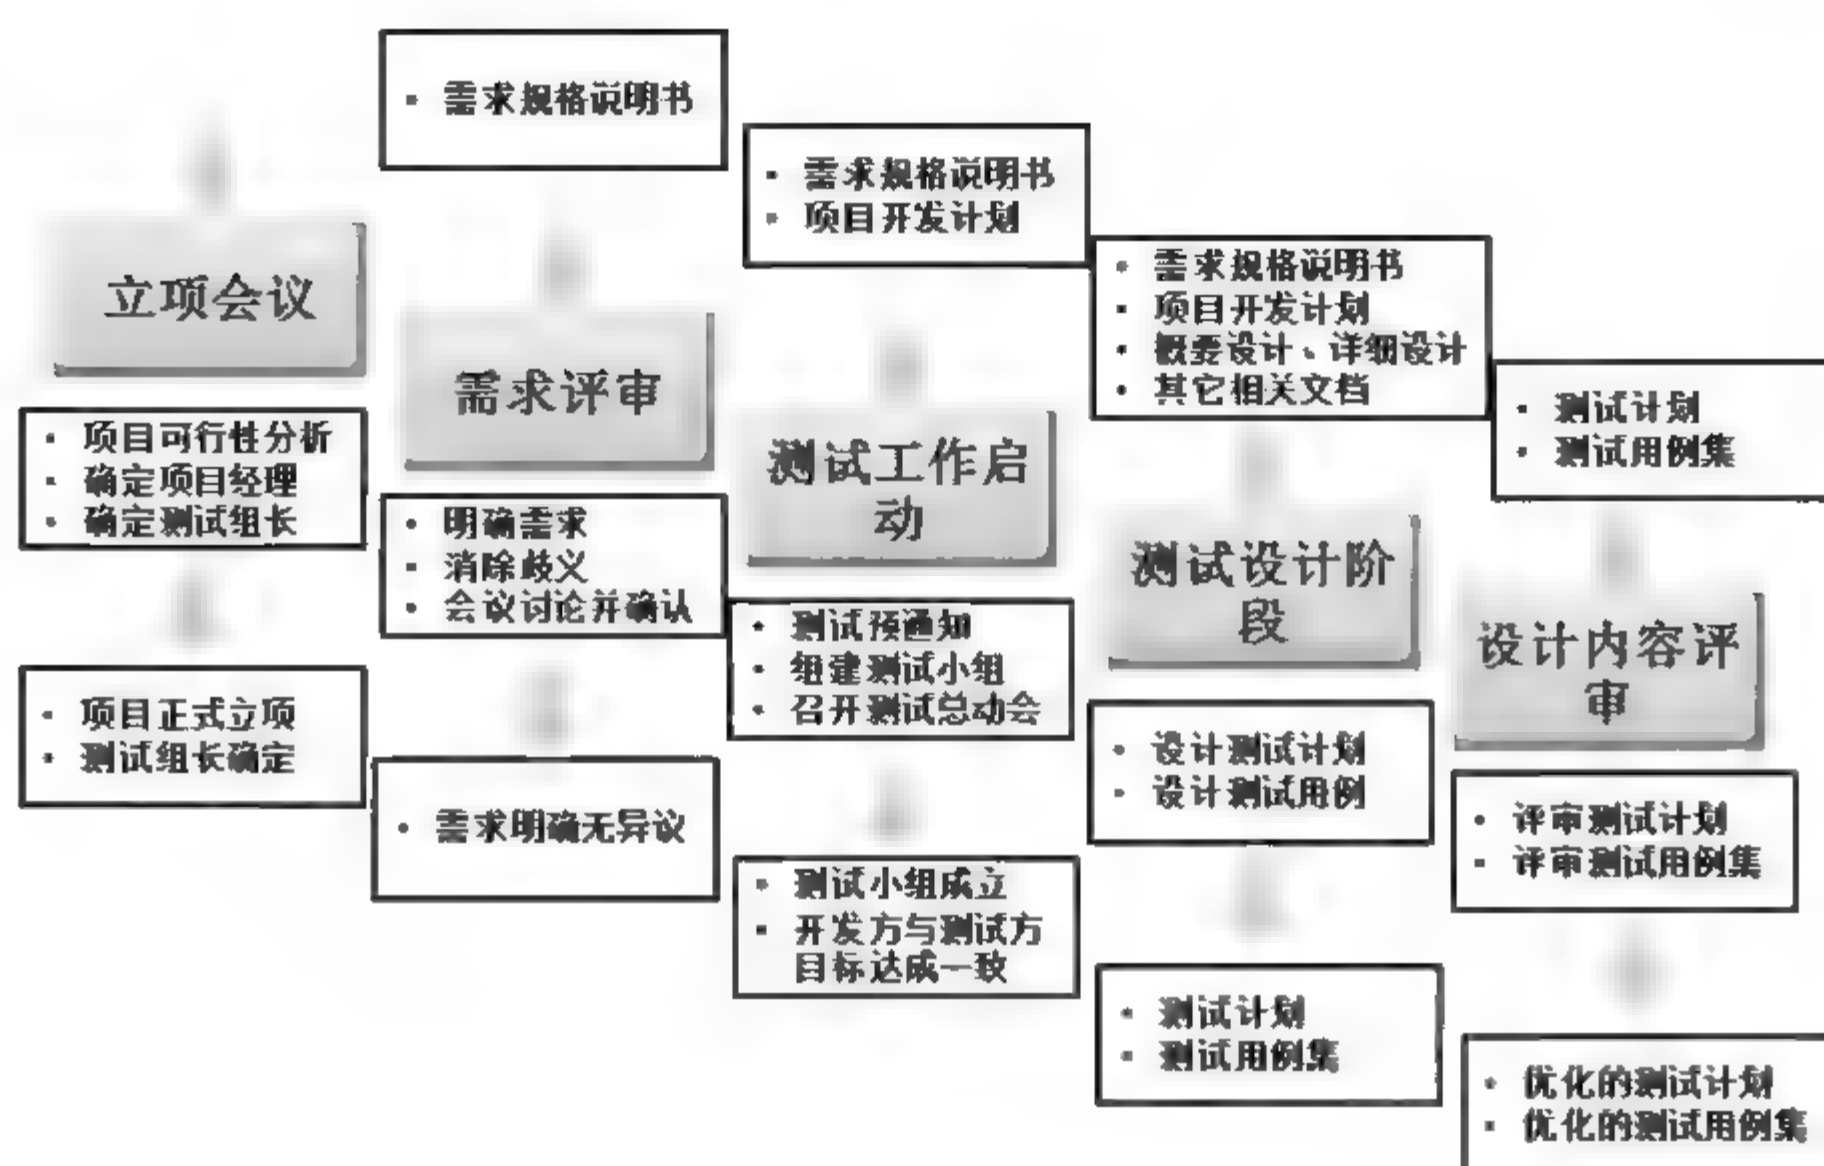 立项会议
项目可行性分析
确定项目经理
确定测试组长
项目正式立项
测试组长确定
需求规格说明书
需求评审
明确需求
消除歧义
会议讨论并确认
需求明确无异议
需求规格说明书
项目开发计划
测试工作启
动
测试预通知
组建测试小组
召开测试总动会
测试小组成立
开发方与测试方
目标达成一致
需求规格说明书
项目开发计划
概要设计、详细设计
其它相关文档
测试设计阶
段
设计测试计划
设计测试用例
测试计划
测试用例集
测试计划
测试用例集
设计内容评
审
评审测试计划
评审测试用例集
优化的测试计划
优化的测试用例集